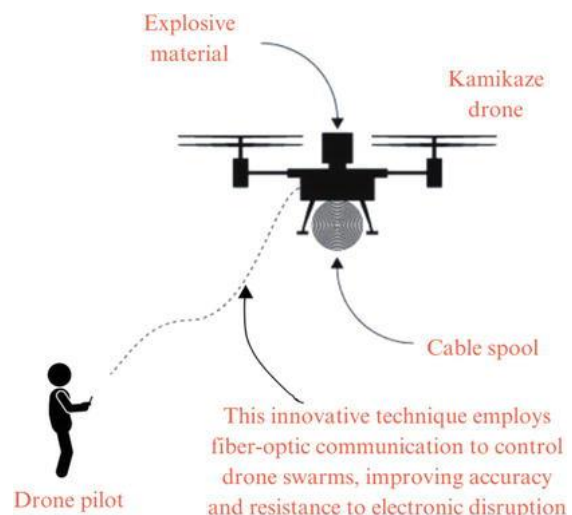 Explosive
material
Kamikaze
drone
Cable spool
This innovative technique employs
fiber-optic communication to control
drone swarms, improving accuracy
and resistance to electronic disruption
Drone pilot